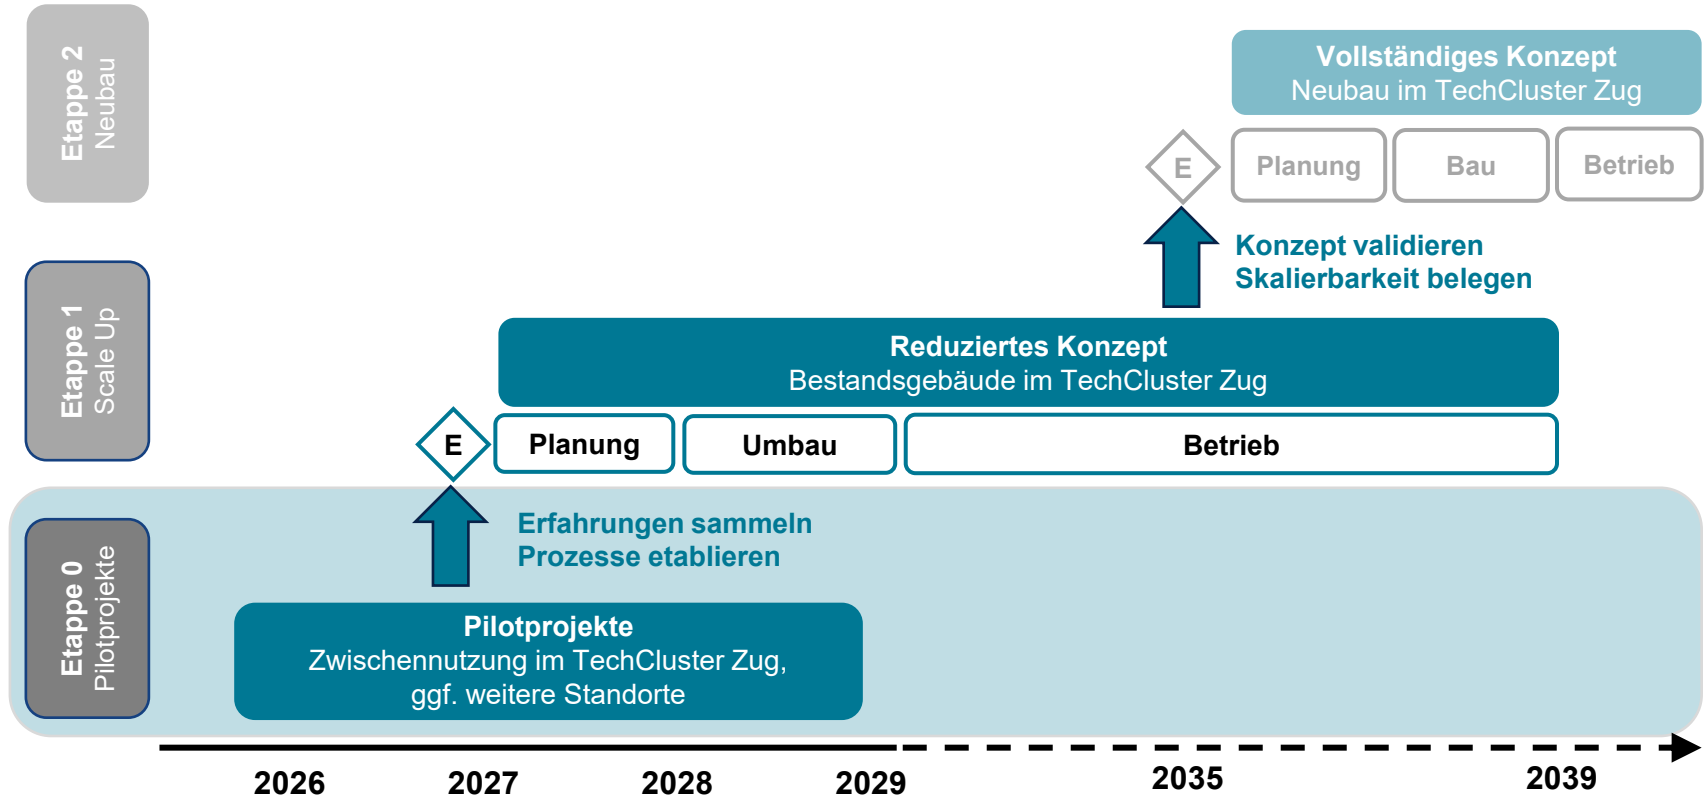 Etappe 2
Neubau
Vollständiges Konzept
Neubau im TechCluster Zug
E
Planung
Bau
Betrieb
Konzept validieren
Skalierbarkeit belegen
Etappe 1
Scale Up
Reduziertes Konzept
Bestandsgebäude im TechCluster Zug
E
Planung
Umbau
Betrieb
Erfahrungen sammeln
Prozesse etablieren
Etappe 0
Pilotprojekte
Pilotprojekte
Zwischennutzung im TechCluster Zug,
ggf. weitere Standorte
2026
2027
2028
2029
2035
2039